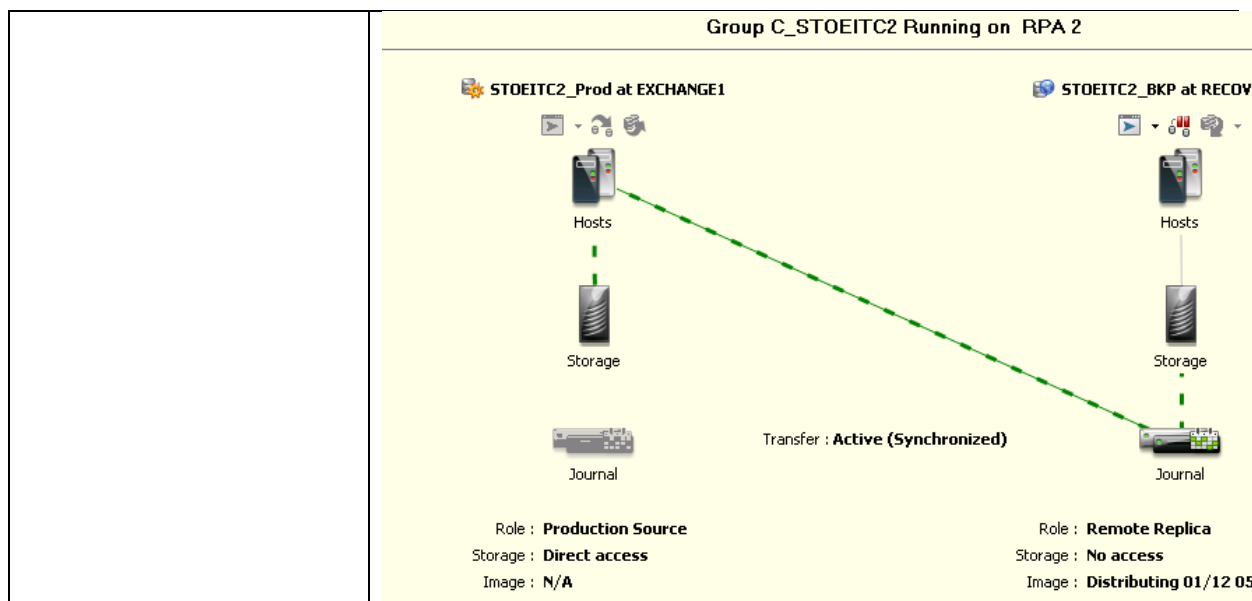 Group C_STOEITC2 Running on RPA 2
STOEITC2_Prod at EXCHANGE1
STOEITC2_BKP at RECOV
Hosts
Hosts
Storage
Storage
Transfer : Active (Synchronized)
Journal
Journal
Role : Production Source
Role : Remote Replica
Storage : Direct access
Storage : No access
Image : N/A
Image : Distributing 01/12 05